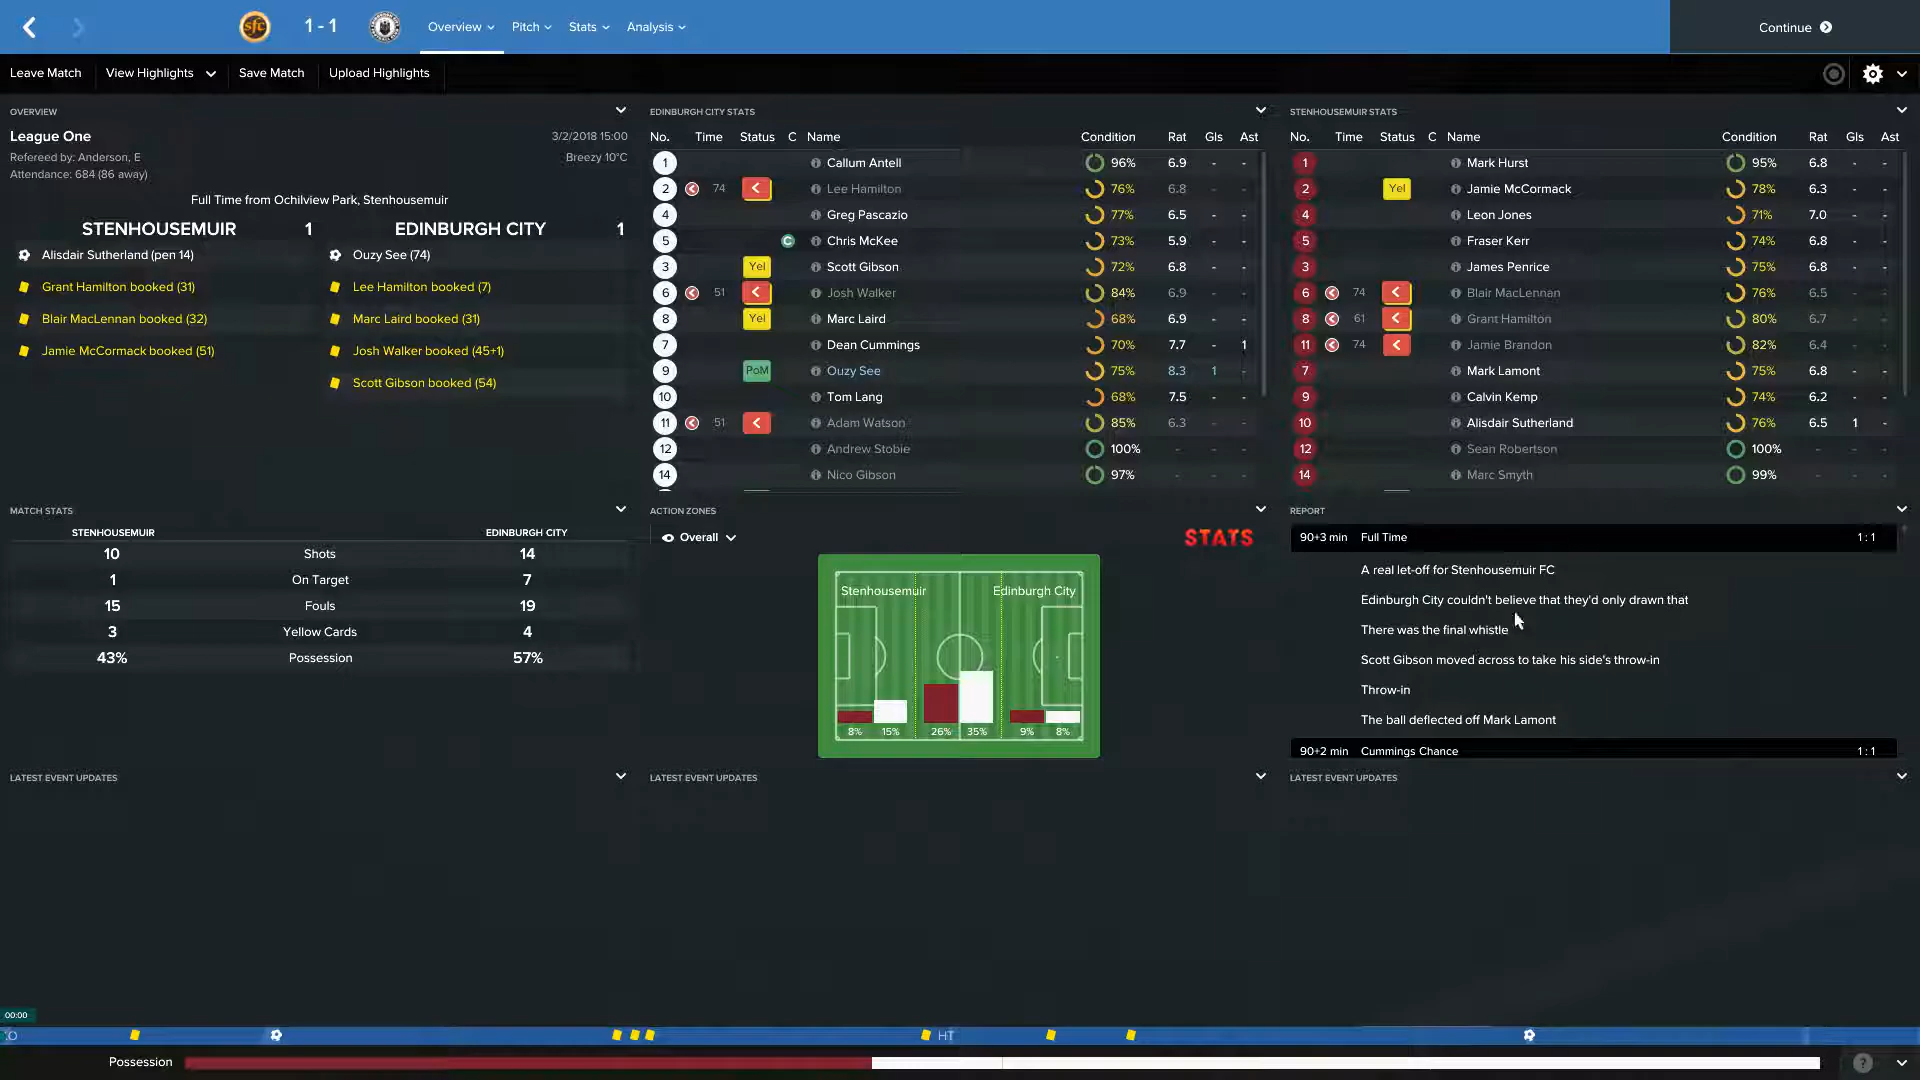 sfc 1 - 1 Overview Pitch Stats Analysis Continue
Leave Match View Highlights Save Match Upload Highlights
OVERVIEW
League One 3/2/2018 15:00
Refereed by: Anderson, E Breezy 10°C
Attendance: 684 (86 away)
Full Time from Ochilview Park, Stenhousemuir
STENHOUSEMUIR 1 EDINBURGH CITY 1
Alisdair Sutherland (pen 14) Ouzy See (74)
Grant Hamilton booked (31) Lee Hamilton booked (7)
Blair MacLennan booked (32) Marc Laird booked (31)
Jamie McCormack booked (51) Josh Walker booked (45+1)
Scott Gibson booked (54)
EDINBURGH CITY STATS
No. Time Status C Name Condition Rat Gls Ast
1 Callum Antell 96% 6.9 - -
2 74 Lee Hamilton 76% 6.8 - -
4 Greg Pascazio 77% 6.5 - -
5 C Chris McKee 73% 5.9 - -
3 Yel Scott Gibson 72% 6.8 - -
6 51 Josh Walker 84% 6.9 - -
8 Yel Marc Laird 68% 6.9 - -
7 Dean Cummings 70% 7.7 - 1
9 PoM Ouzy See 75% 8.3 1 -
10 Tom Lang 68% 7.5 - -
11 51 Adam Watson 85% 6.3 - -
12 Andrew Stobie 100% - - -
14 Nico Gibson 97% - - -
STENHOUSEMUIR STATS
No. Time Status C Name Condition Rat Gls Ast
1 Mark Hurst 95% 6.8 - -
2 Yel Jamie McCormack 78% 6.3 - -
4 Leon Jones 71% 7.0 - -
5 Fraser Kerr 74% 6.8 - -
3 James Penrice 75% 6.8 - -
6 74 Blair MacLennan 76% 6.5 - -
8 61 Grant Hamilton 80% 6.7 - -
11 74 Jamie Brandon 82% 6.4 - -
7 Mark Lamont 75% 6.8 - -
9 Calvin Kemp 74% 6.2 - -
10 Alisdair Sutherland 76% 6.5 1 -
12 Sean Robertson 100% - - -
14 Marc Smyth 99% - - -
MATCH STATS
STENHOUSEMUIR EDINBURGH CITY
10 Shots 14
1 On Target 7
15 Fouls 19
3 Yellow Cards 4
43% Possession 57%
ACTION ZONES
Overall STATS
Stenhousemuir Edinburgh City
8% 15% 26% 35% 9% 8%
REPORT
90+3 min Full Time 1 : 1
A real let-off for Stenhousemuir FC
Edinburgh City couldn't believe that they'd only drawn that
There was the final whistle
Scott Gibson moved across to take his side's throw-in
Throw-in
The ball deflected off Mark Lamont
90+2 min Cummings Chance 1 : 1
LATEST EVENT UPDATES LATEST EVENT UPDATES LATEST EVENT UPDATES
00:00
HT
Possession ?